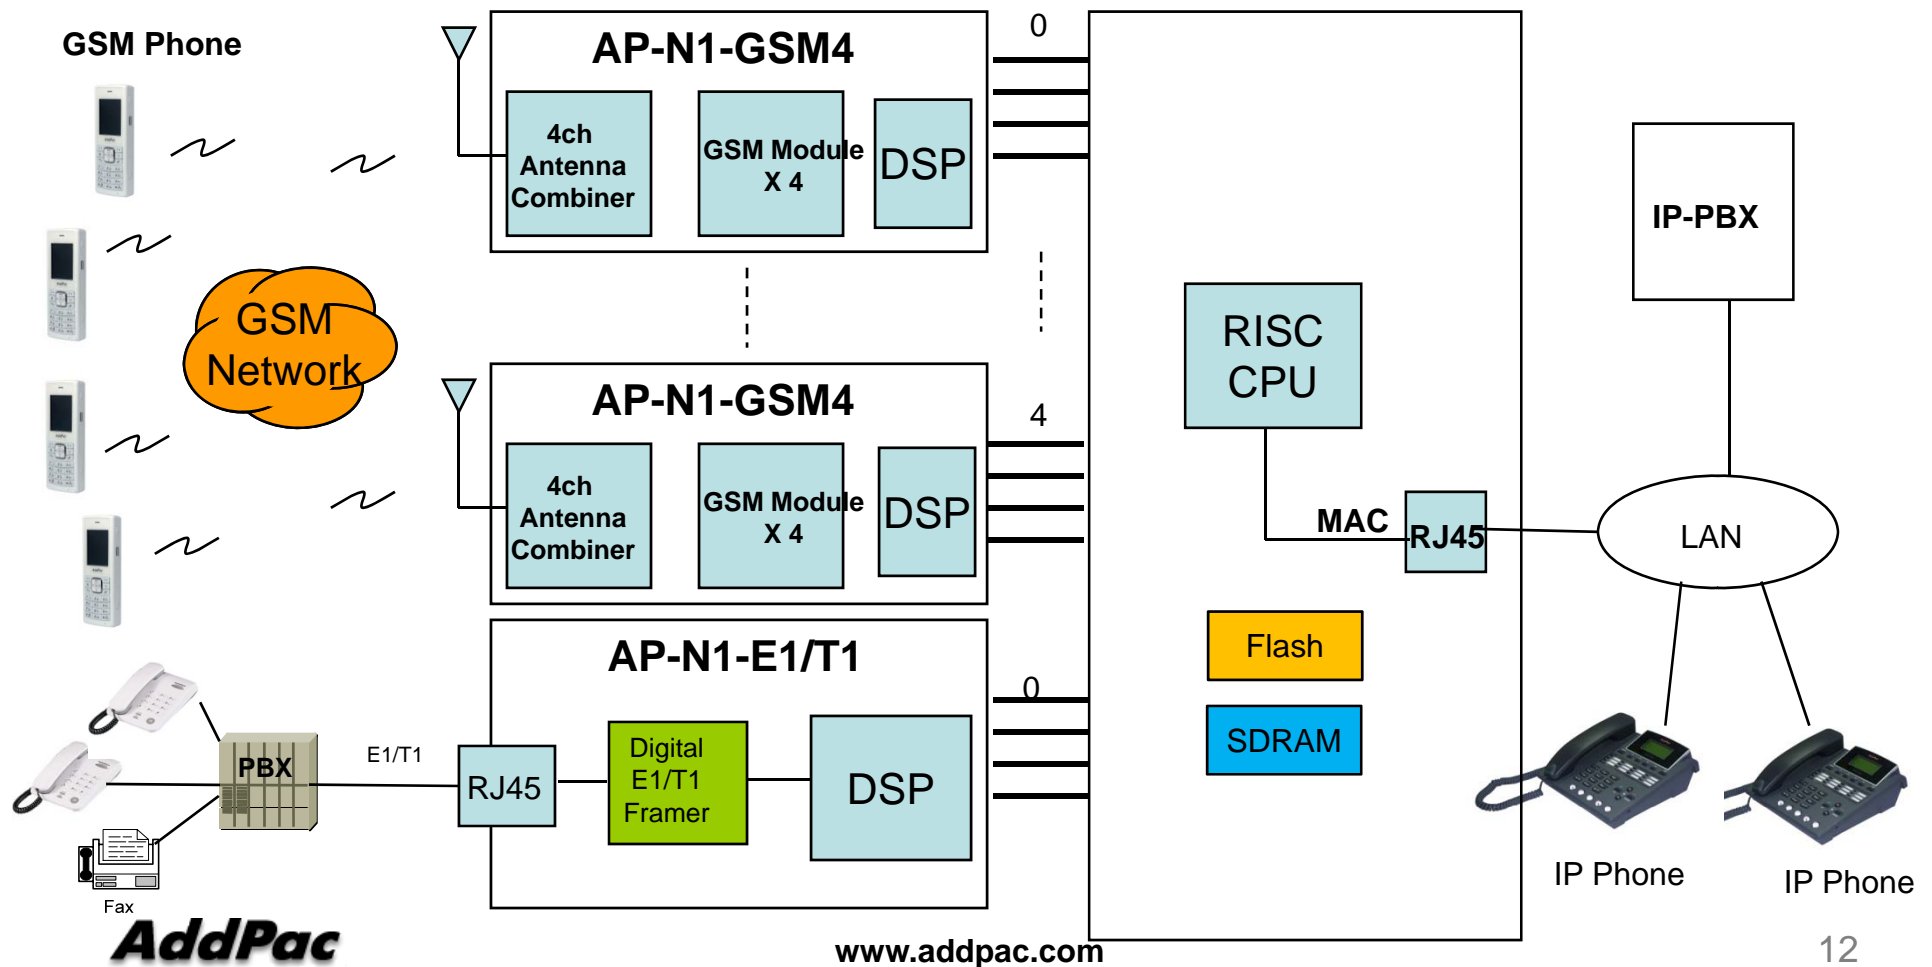 GSM Phone
AP-N1-GSM4
0
4ch
Antenna
Combiner
GSM Module
X 4
DSP
IP-PBX
GSM
Network
RISC
CPU
AP-N1-GSM4
4
4ch
Antenna
Combiner
GSM Module
X 4
DSP
MAC
RJ45
LAN
Flash
AP-N1-E1/T1
0
SDRAM
PBX
E1/T1
RJ45
Digital
E1/T1
Framer
DSP
Fax
IP Phone
IP Phone
AddPac
www.addpac.com
12